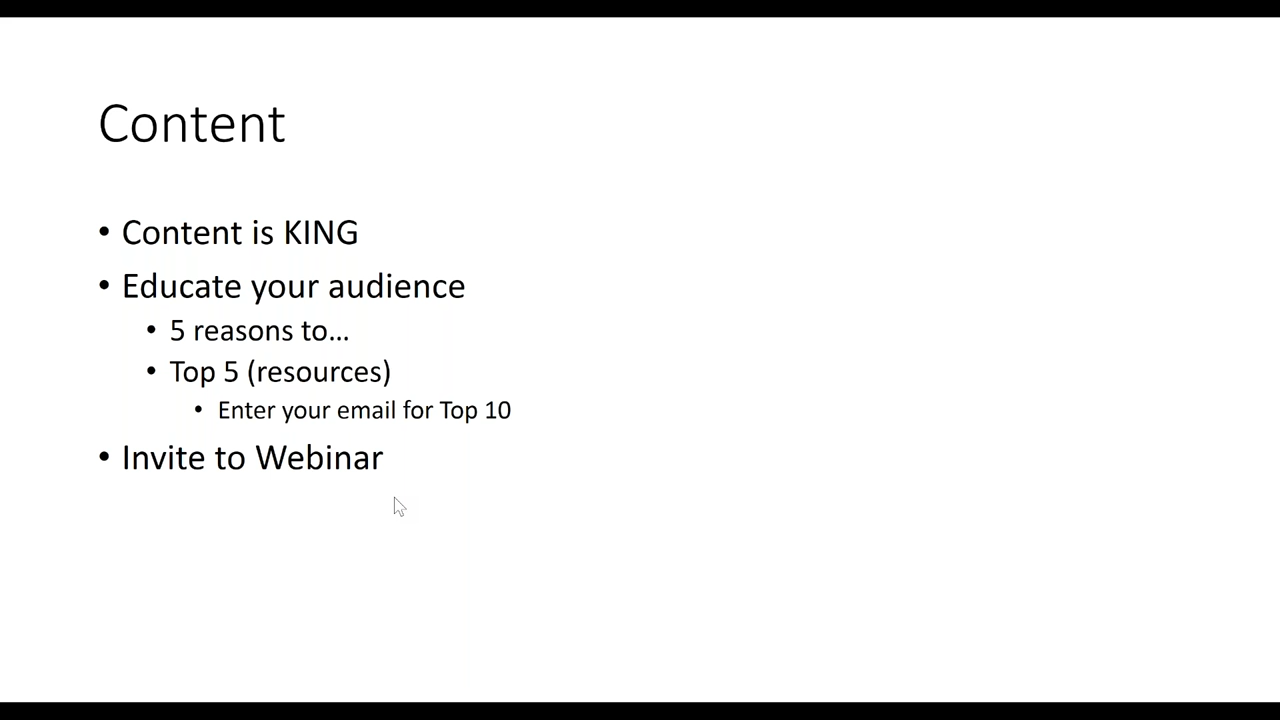 Content
• Content is KING
• Educate your audience
• 5 reasons to…
• Top 5 (resources)
• Enter your email for Top 10
• Invite to Webinar